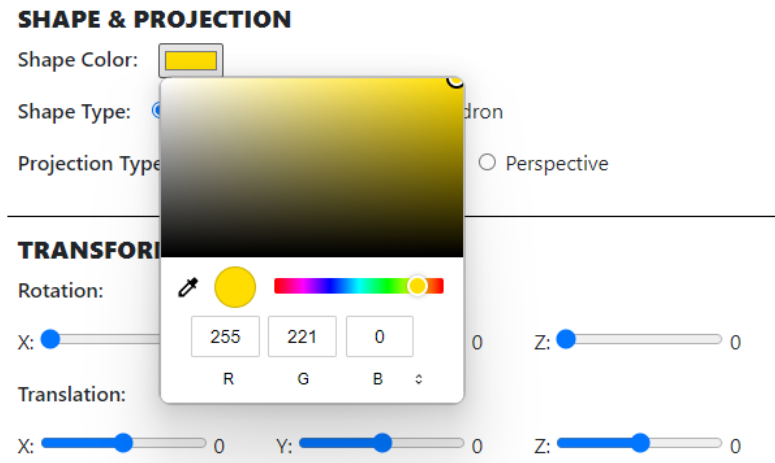 SHAPE & PROJECTION
Shape Color:
Shape Type: dron
Projection Type Perspective
TRANSFOR
Rotation:
255 221 0
X: 0 Z: 0
R G B
Translation:
X: 0 Y: 0 Z: 0